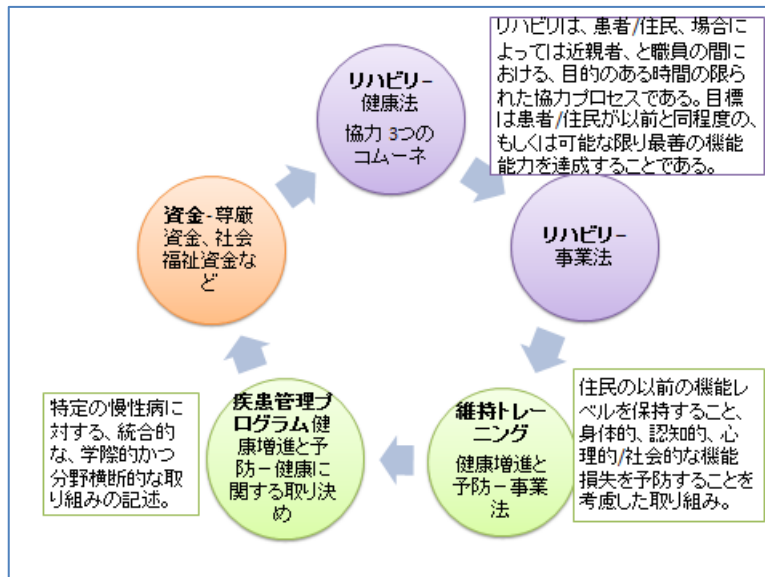 リハビリー
健康法
協力 3つの
コムーネ
リハビリは、患者/住民、場合に
よっては近親者、と職員の間に
おける、目的のある時間の限ら
れた協力プロセスである。目標
は患者/住民が以前と同程度の、
もしくは可能な限り最善の機能
能力を達成することである。
リハビリー
事業法
維持トレー
ニング
健康増進と
予防－事業
法
住民の以前の機能レ
ベルを保持すること、
身体的、認知的、心
理的/社会的な機能
損失を予防することを
考慮した取り組み。
疾患管理プ
ログラム健
康増進と予
防－健康に
関する取り決
め
特定の慢性病に
対する、統合的
な、学際的かつ
分野横断的な取
り組みの記述。
資金-尊厳
資金、社会
福祉資金な
ど